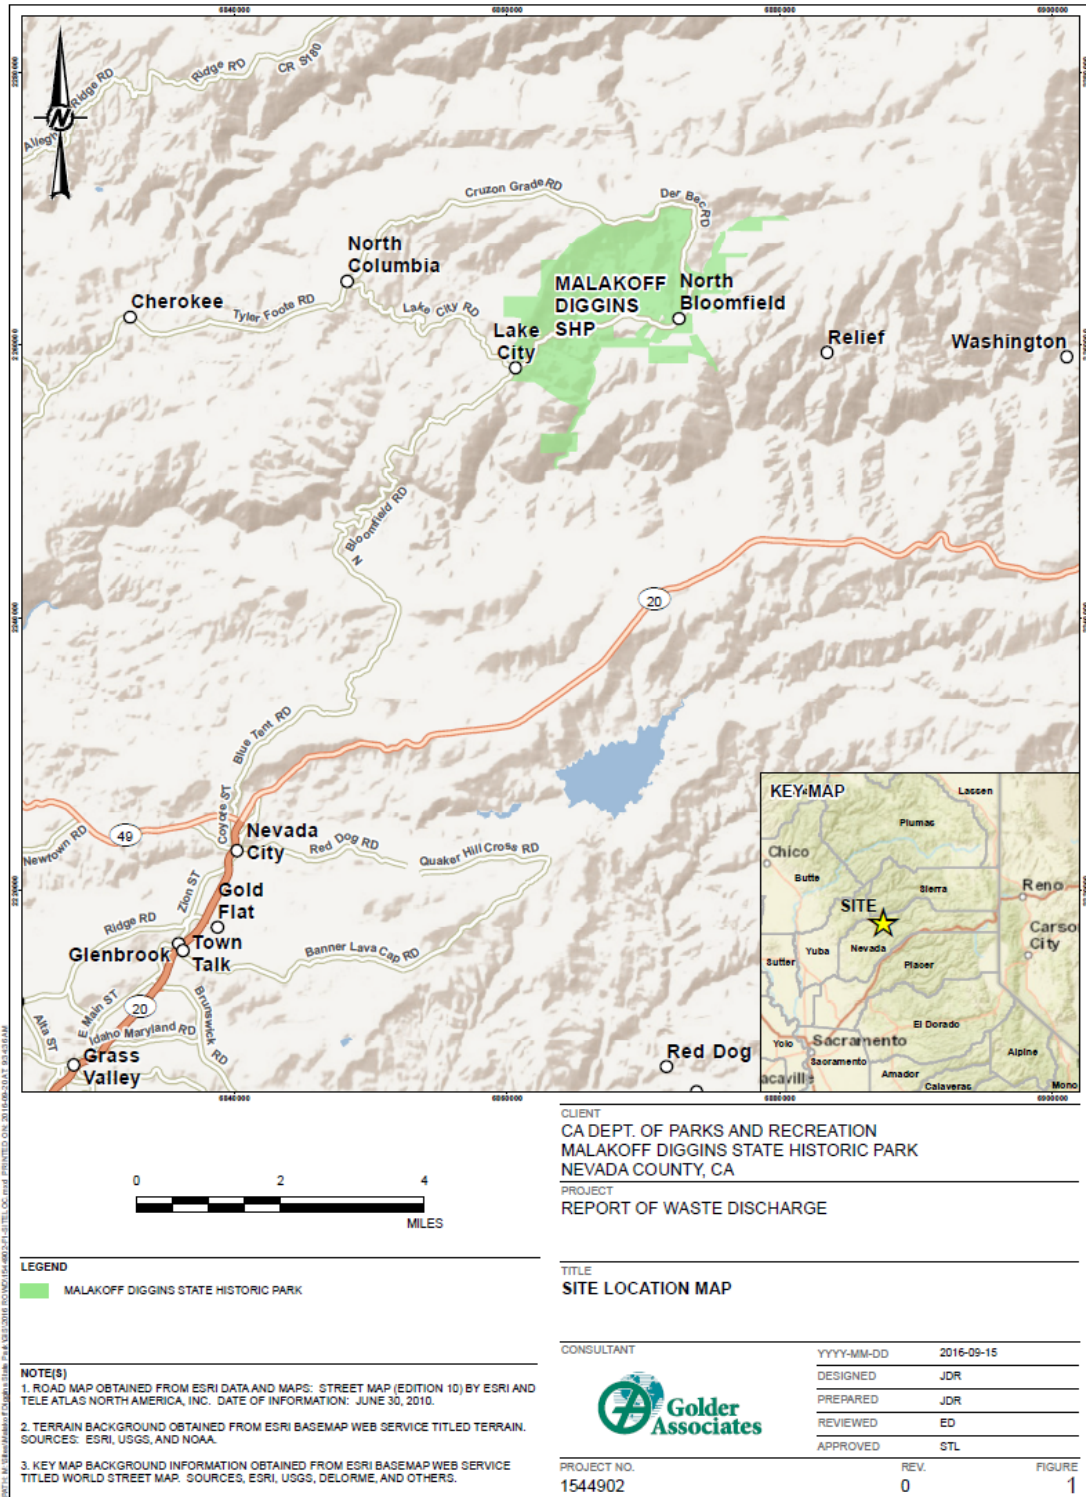 6840000
6860000
6880000
6900000
N
Ridge RD
CR S180
Ridge RD
Cruzon Grade RD
Der Bec RD
North
Columbia
MALAKOFF
DIGGINS
SHP
North
Bloomfield
Cherokee
Tyler Foote RD
Lake City RD
Lake
City
Relief
Washington
N Bloomfield RD
20
Blue Tent RD
Coyote ST
49
Newtown RD
Nevada
City
Red Dog RD
Quaker Hill Cross RD
Zion ST
Gold
Flat
Ridge RD
Glenbrook
Town
Talk
Banner Lava Cap RD
E Main ST
20
Brunswick RD
Idaho Maryland RD
Alta ST
Grass
Valley
Red Dog
KEY MAP
Lassen
Plumas
Chico
Butte
Sierra
Reno
SITE
Carson
City
Yuba
Nevada
Sutter
Placer
El Dorado
Yolo
Sacramento
Sacramento
Alpine
Amador
acaville
Calaveras
Mono
6840000
6860000
6880000
6900000
0
2
4
MILES
LEGEND
MALAKOFF DIGGINS STATE HISTORIC PARK
NOTE(S)
1. ROAD MAP OBTAINED FROM ESRI DATA AND MAPS: STREET MAP (EDITION 10) BY ESRI AND
TELE ATLAS NORTH AMERICA, INC. DATE OF INFORMATION: JUNE 30, 2010.
2. TERRAIN BACKGROUND OBTAINED FROM ESRI BASEMAP WEB SERVICE TITLED TERRAIN.
SOURCES: ESRI, USGS, AND NOAA.
3. KEY MAP BACKGROUND INFORMATION OBTAINED FROM ESRI BASEMAP WEB SERVICE
TITLED WORLD STREET MAP. SOURCES, ESRI, USGS, DELORME, AND OTHERS.
CLIENT
CA DEPT. OF PARKS AND RECREATION
MALAKOFF DIGGINS STATE HISTORIC PARK
NEVADA COUNTY, CA
PROJECT
REPORT OF WASTE DISCHARGE
TITLE
SITE LOCATION MAP
CONSULTANT
Golder
Associates
YYYY-MM-DD 2016-09-15
DESIGNED JDR
PREPARED JDR
REVIEWED ED
APPROVED STL
PROJECT NO.
1544902
REV.
0
FIGURE
1